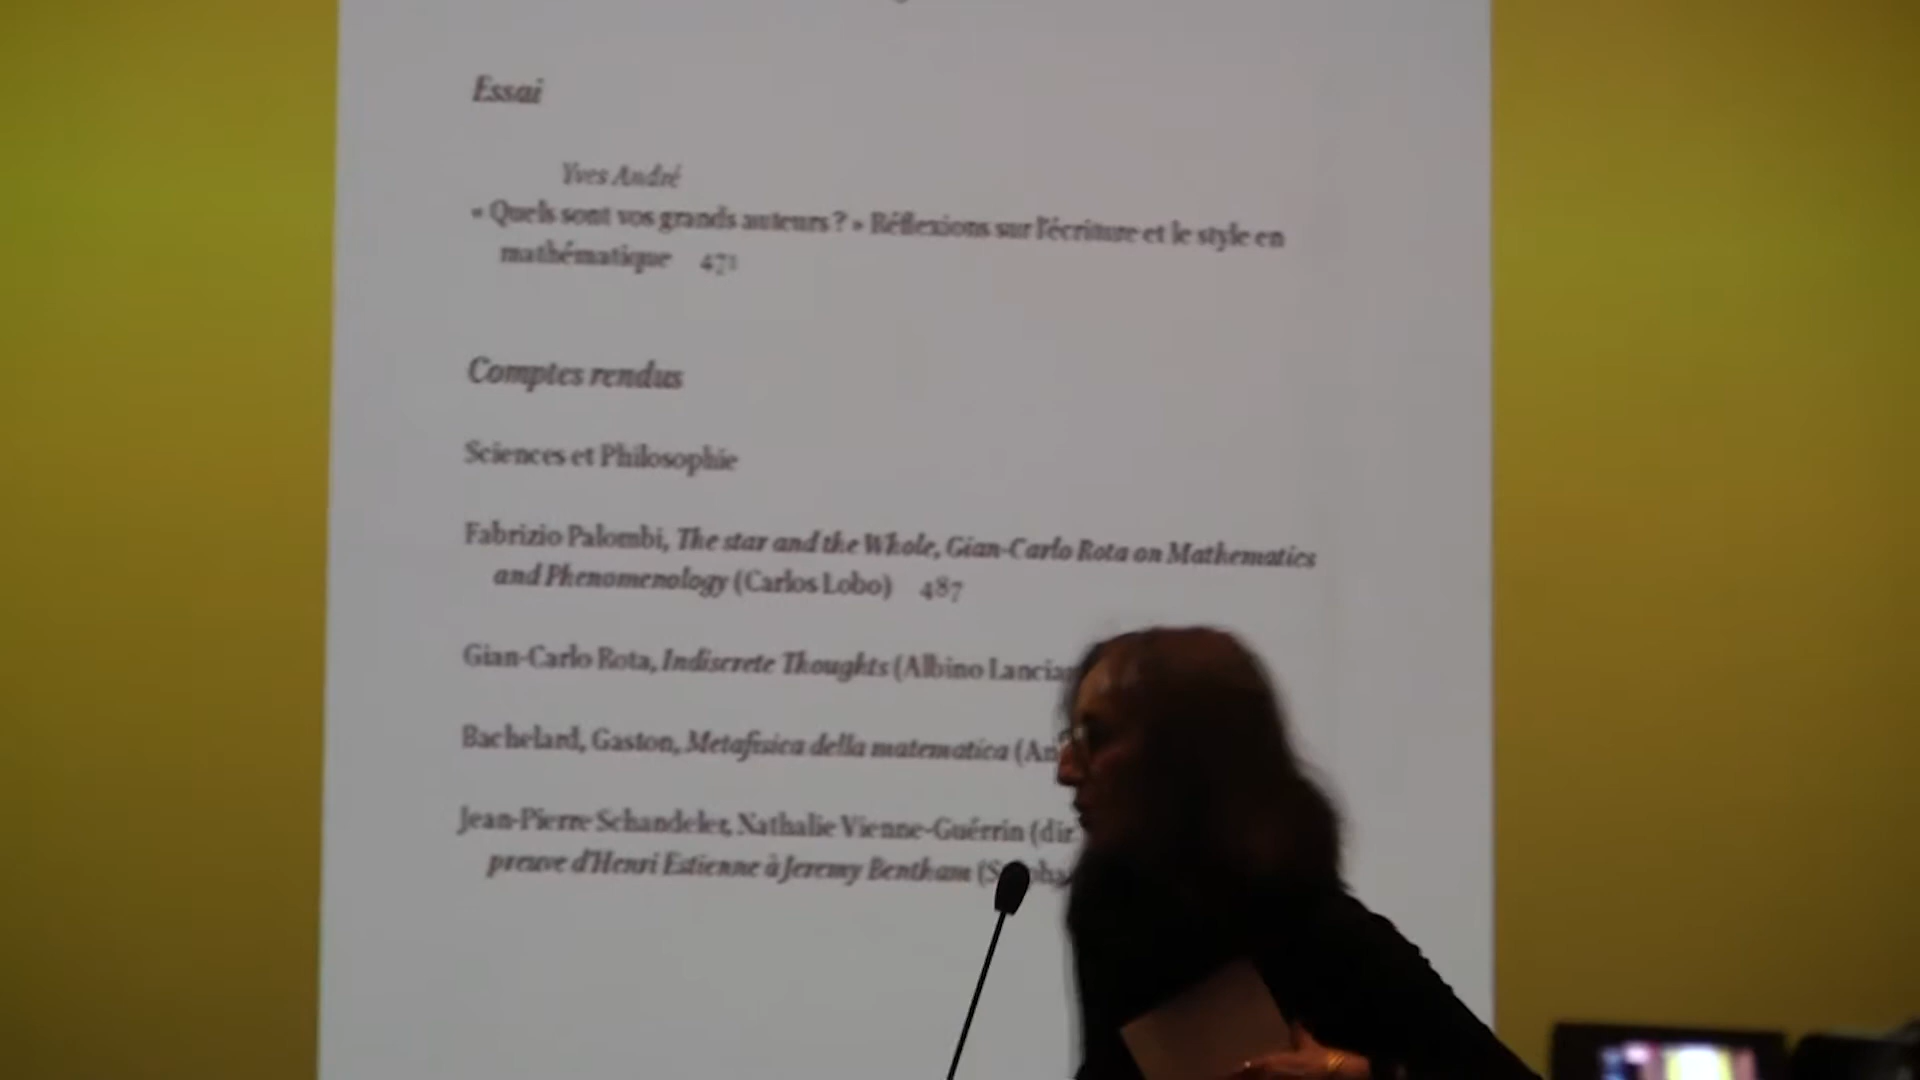 Essai
Yves André
« Quels sont vos grands auteurs ? » Réflexions sur l'écriture et le style en
mathématique 471
Comptes rendus
Sciences et Philosophie
Fabrizio Palombi, The star and the Whole, Gian-Carlo Rota on Mathematics
and Phenomenology (Carlos Lobo) 487
Gian-Carlo Rota, Indiscrete Thoughts (Albino
Bachelard, Gaston, Metafisica della matematica
Jean-Pierre Schandeler, Nathalie Vienne-Guérrin (dir
preuve d'Henri Estienne à Jeremy Bentham